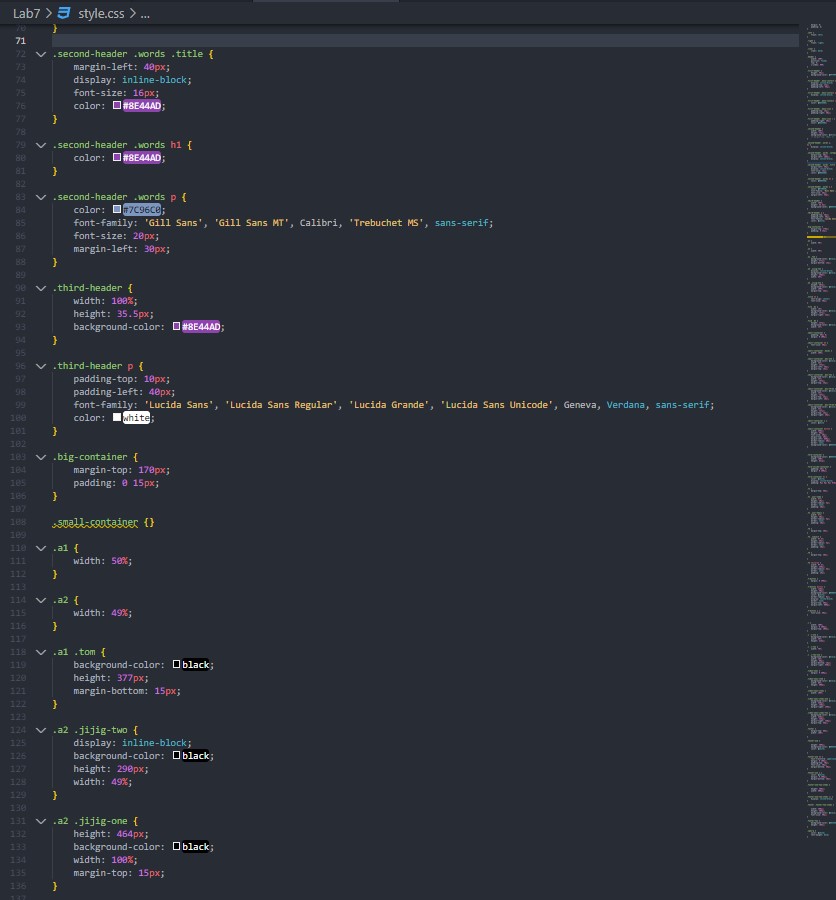 Lab7 > style.css > ...
70 }
71
72 .second-header .words .title {
73 margin-left: 40px;
74 display: inline-block;
75 font-size: 16px;
76 color: #8E44AD;
77 }
78
79 .second-header .words h1 {
80 color: #8E44AD;
81 }
82
83 .second-header .words p {
84 color: #7C96C0;
85 font-family: 'Gill Sans', 'Gill Sans MT', Calibri, 'Trebuchet MS', sans-serif;
86 font-size: 20px;
87 margin-left: 30px;
88 }
89
90 .third-header {
91 width: 100%;
92 height: 35.5px;
93 background-color: #8E44AD;
94 }
95
96 .third-header p {
97 padding-top: 10px;
98 padding-left: 40px;
99 font-family: 'Lucida Sans', 'Lucida Sans Regular', 'Lucida Grande', 'Lucida Sans Unicode', Geneva, Verdana, sans-serif;
100 color: white;
101 }
102
103 .big-container {
104 margin-top: 170px;
105 padding: 0 15px;
106 }
107
108 .small-container {}
109
110 .a1 {
111 width: 50%;
112 }
113
114 .a2 {
115 width: 49%;
116 }
117
118 .a1 .tom {
119 background-color: black;
120 height: 377px;
121 margin-bottom: 15px;
122 }
123
124 .a2 .jijig-two {
125 display: inline-block;
126 background-color: black;
127 height: 290px;
128 width: 49%;
129 }
130
131 .a2 .jijig-one {
132 height: 464px;
133 background-color: black;
134 width: 100%;
135 margin-top: 15px;
136 }
137